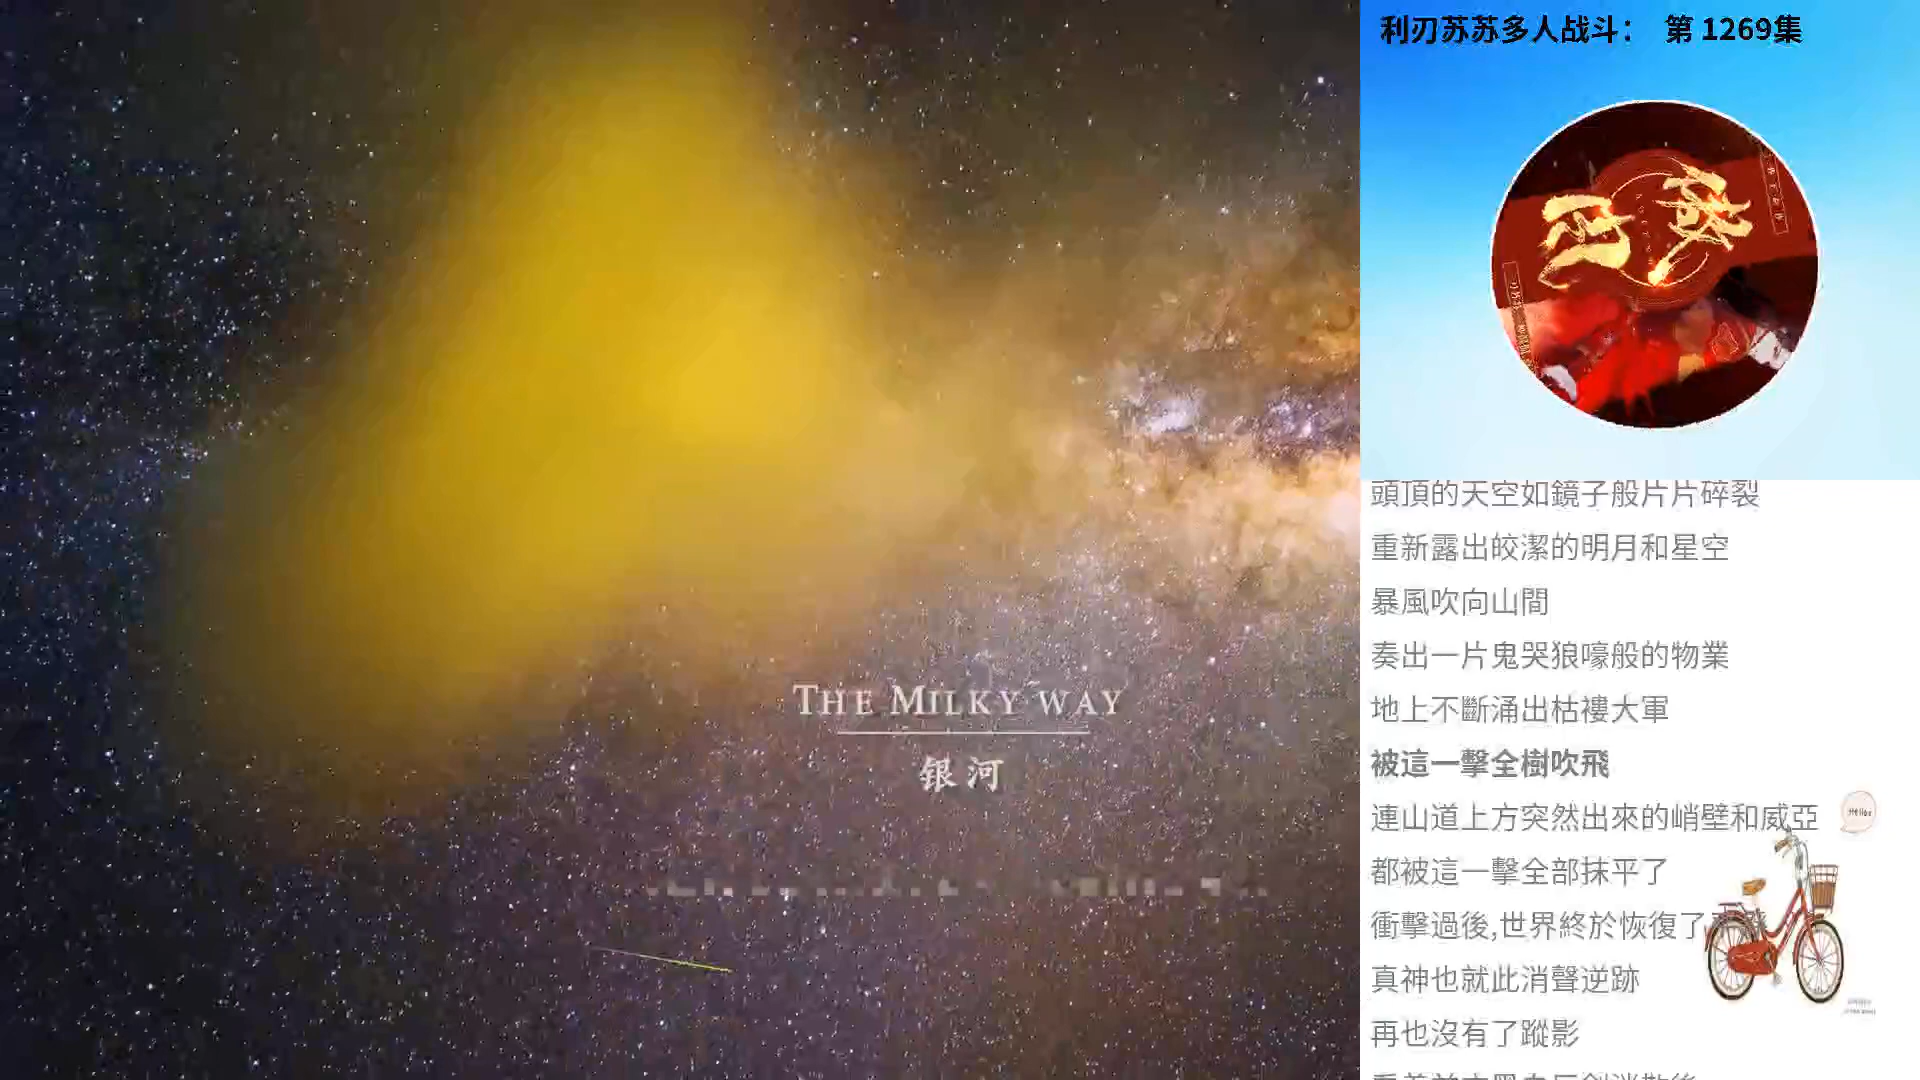 利刃苏苏多人战斗： 第 1269集
THE MILKY WAY
银河
頭頂的天空如鏡子般片片碎裂
重新露出皎潔的明月和星空
暴風吹向山間
奏出一片鬼哭狼嚎般的物業
地上不斷涌出枯褸大軍
被這一擊全樹吹飛
連山道上方突然出來的峭壁和威亞
都被這一擊全部抹平了
衝擊過後,世界終於恢復了
真神也就此消聲逆跡
再也沒有了蹤影
Hello